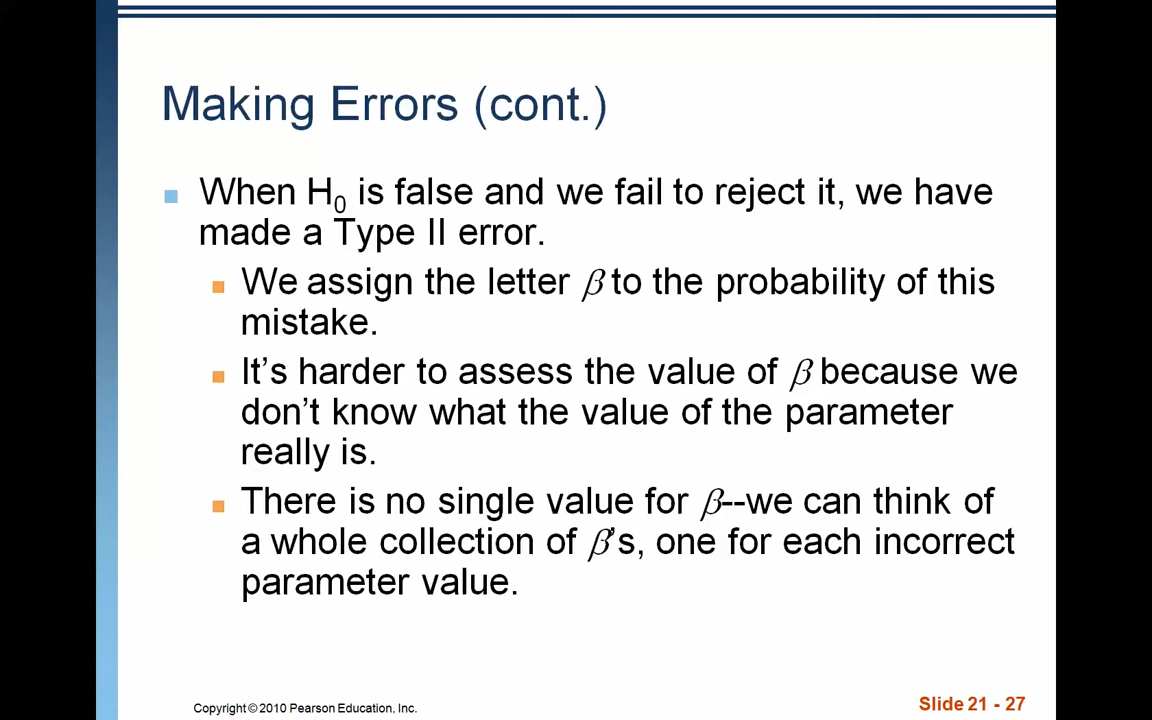 Making Errors (cont.)
When H₀ is false and we fail to reject it, we have
made a Type II error.
We assign the letter β to the probability of this
mistake.
It's harder to assess the value of β because we
don't know what the value of the parameter
really is.
There is no single value for β--we can think of
a whole collection of β's, one for each incorrect
parameter value.
Copyright © 2010 Pearson Education, Inc.
Slide 21 - 27